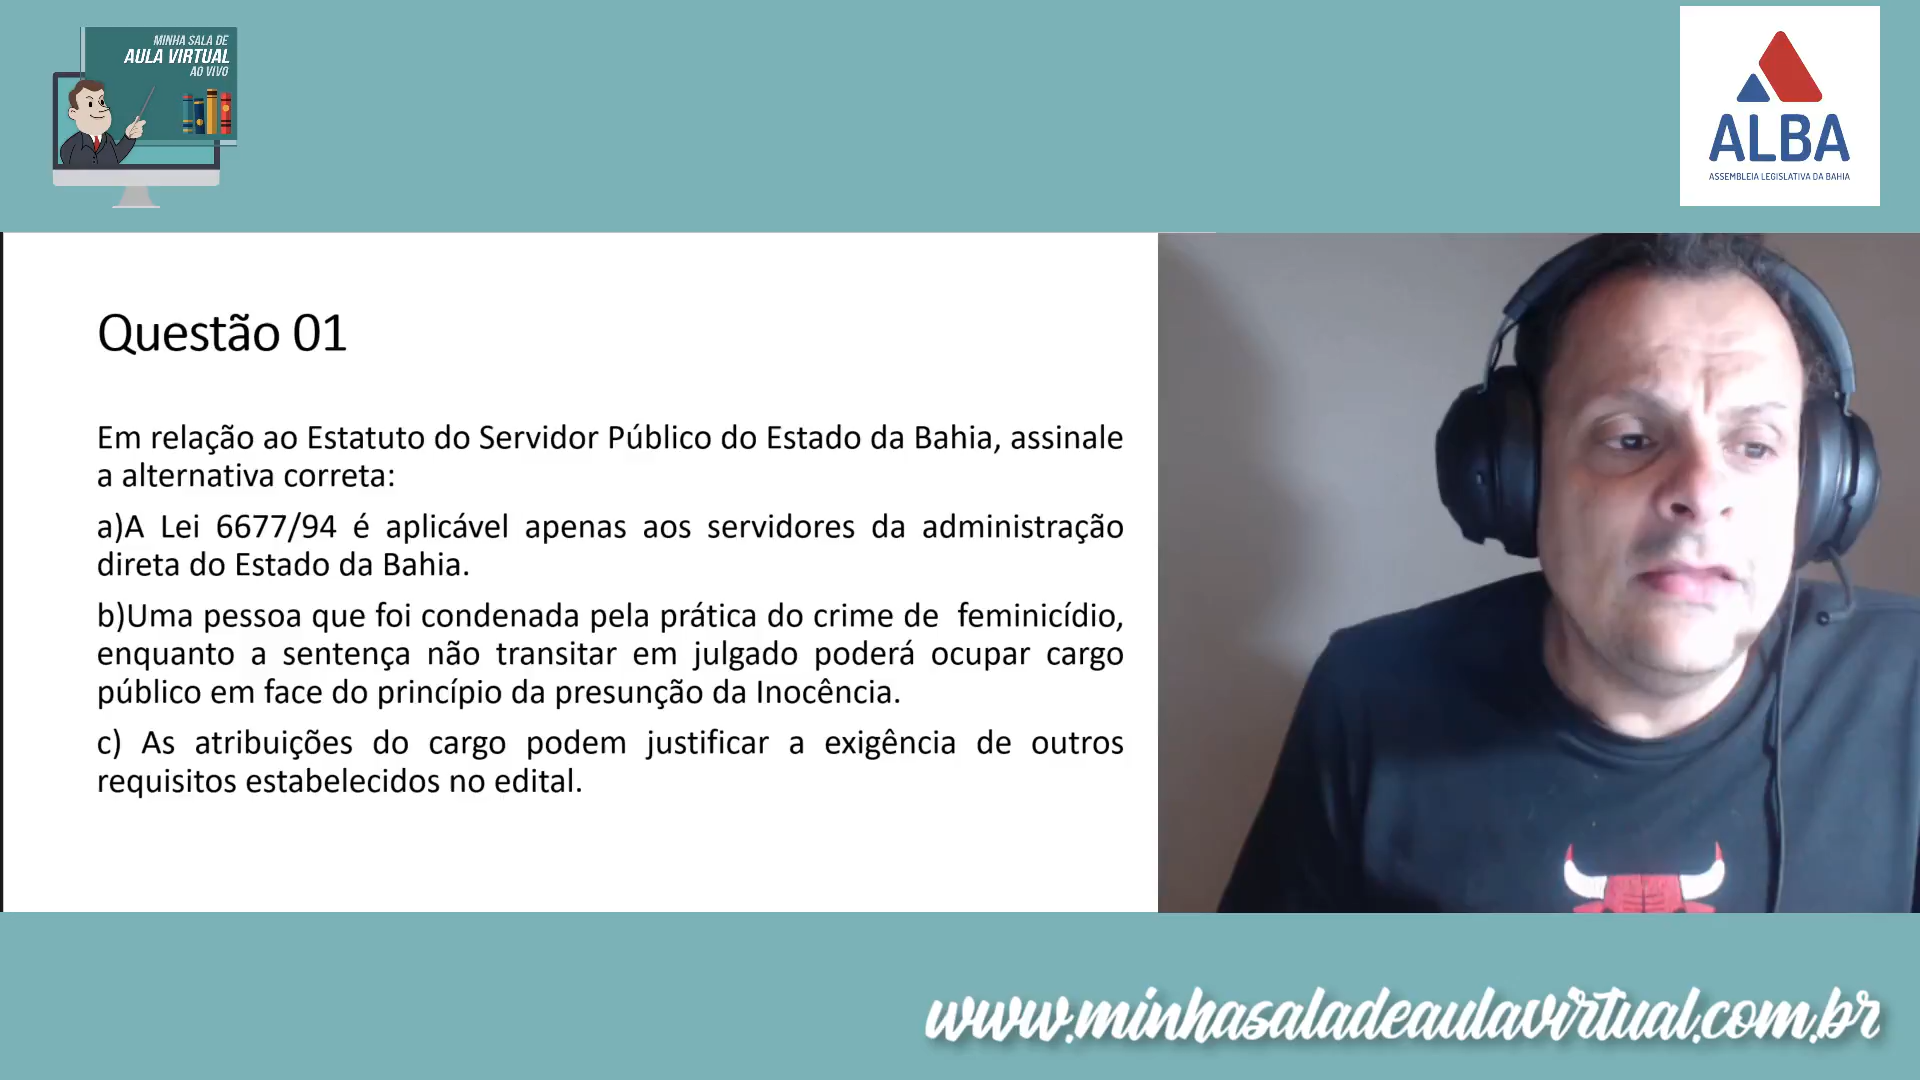 MINHA SALA DE
AULA VIRTUAL
AO VIVO
ALBA
ASSEMBLEIA LEGISLATIVA DA BAHIA
Questão 01
Em relação ao Estatuto do Servidor Público do Estado da Bahia, assinale
a alternativa correta:
a)A Lei 6677/94 é aplicável apenas aos servidores da administração
direta do Estado da Bahia.
b)Uma pessoa que foi condenada pela prática do crime de  feminicídio,
enquanto a sentença não transitar em julgado poderá ocupar cargo
público em face do princípio da presunção da Inocência.
c) As atribuições do cargo podem justificar a exigência de outros
requisitos estabelecidos no edital.
www.minhasaladeaulavirtual.com.br